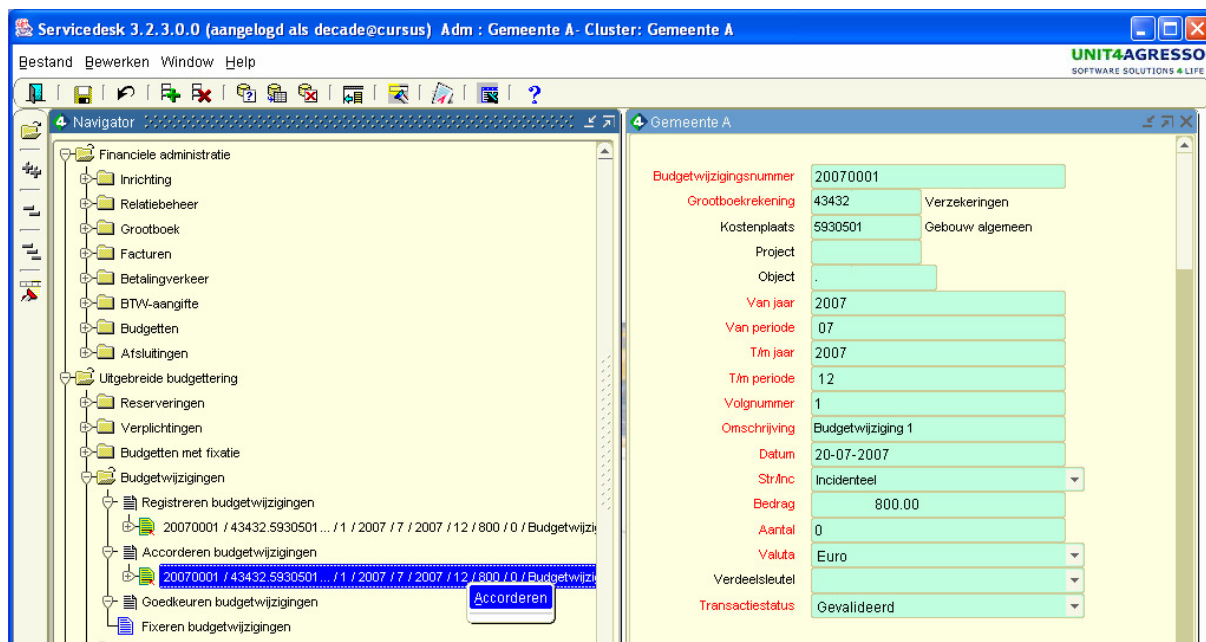 Servicedesk 3.2.3.0.0 (aangelogd als decade@cursus) Adm : Gemeente A- Cluster: Gemeente A
Bestand Bewerken Window Help
UNIT4AGRESSO
SOFTWARE SOLUTIONS 4 LIFE
4 Navigator
Financiele administratie
Inrichting
Relatiebeheer
Grootboek
Facturen
Betalingverkeer
BTW-aangifte
Budgetten
Afsluitingen
Uitgebreide budgettering
Reserveringen
Verplichtingen
Budgetten met fixatie
Budgetwijzigingen
Registreren budgetwijzigingen
20070001 / 43432.5930501... / 1 / 2007 / 7 / 2007 / 12 / 800 / 0 / Budgetwijzi
Accorderen budgetwijzigingen
20070001 / 43432.5930501... / 1 / 2007 / 7 / 2007 / 12 / 800 / 0 / Budgetwijzi
Accorderen
Goedkeuren budgetwijzigingen
Fixeren budgetwijzigingen
4 Gemeente A
Budgetwijzigingsnummer 20070001
Grootboekrekening 43432 Verzekeringen
Kostenplaats 5930501 Gebouw algemeen
Project
Object .
Van jaar 2007
Van periode 07
T/m jaar 2007
T/m periode 12
Volgnummer 1
Omschrijving Budgetwijziging 1
Datum 20-07-2007
Str/Inc Incidenteel
Bedrag 800.00
Aantal 0
Valuta Euro
Verdeelsleutel
Transactiestatus Gevalideerd